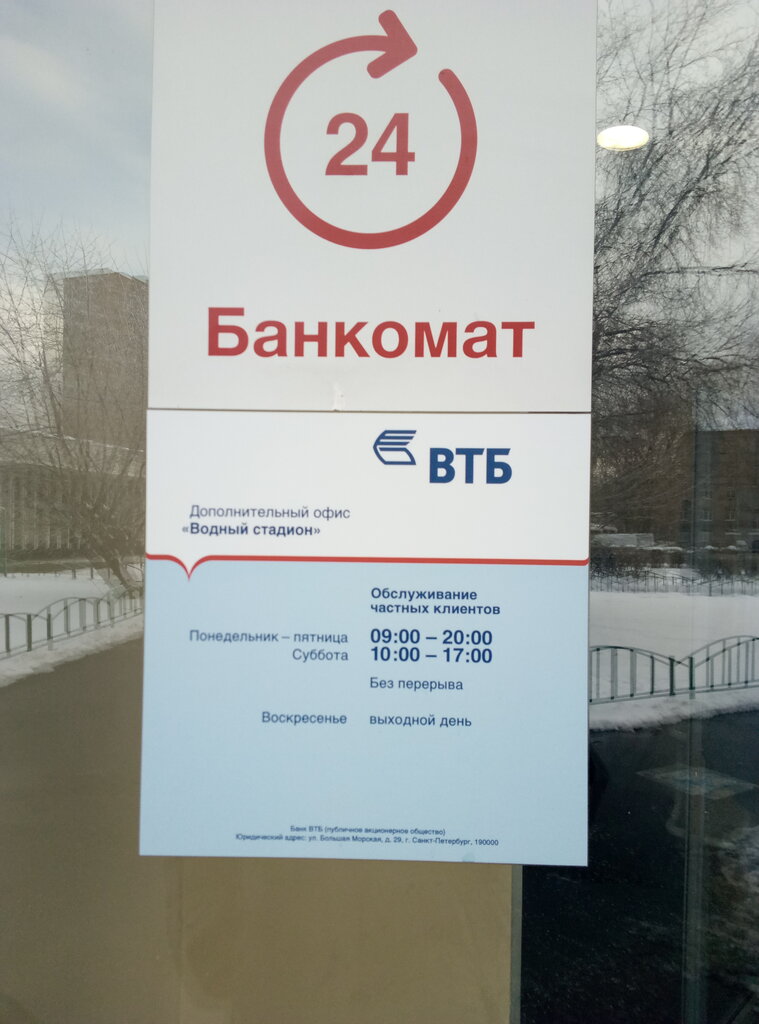 24
Банкомат
ВТБ
Дополнительный офис
«Водный стадион»
Обслуживание
частных клиентов
Понедельник – пятница 09:00 – 20:00
Суббота 10:00 – 17:00
Без перерыва
Воскресенье выходной день
Банк ВТБ (публичное акционерное общество)
Юридический адрес: ул. Большая Морская, д. 29, г. Санкт-Петербург, 190000